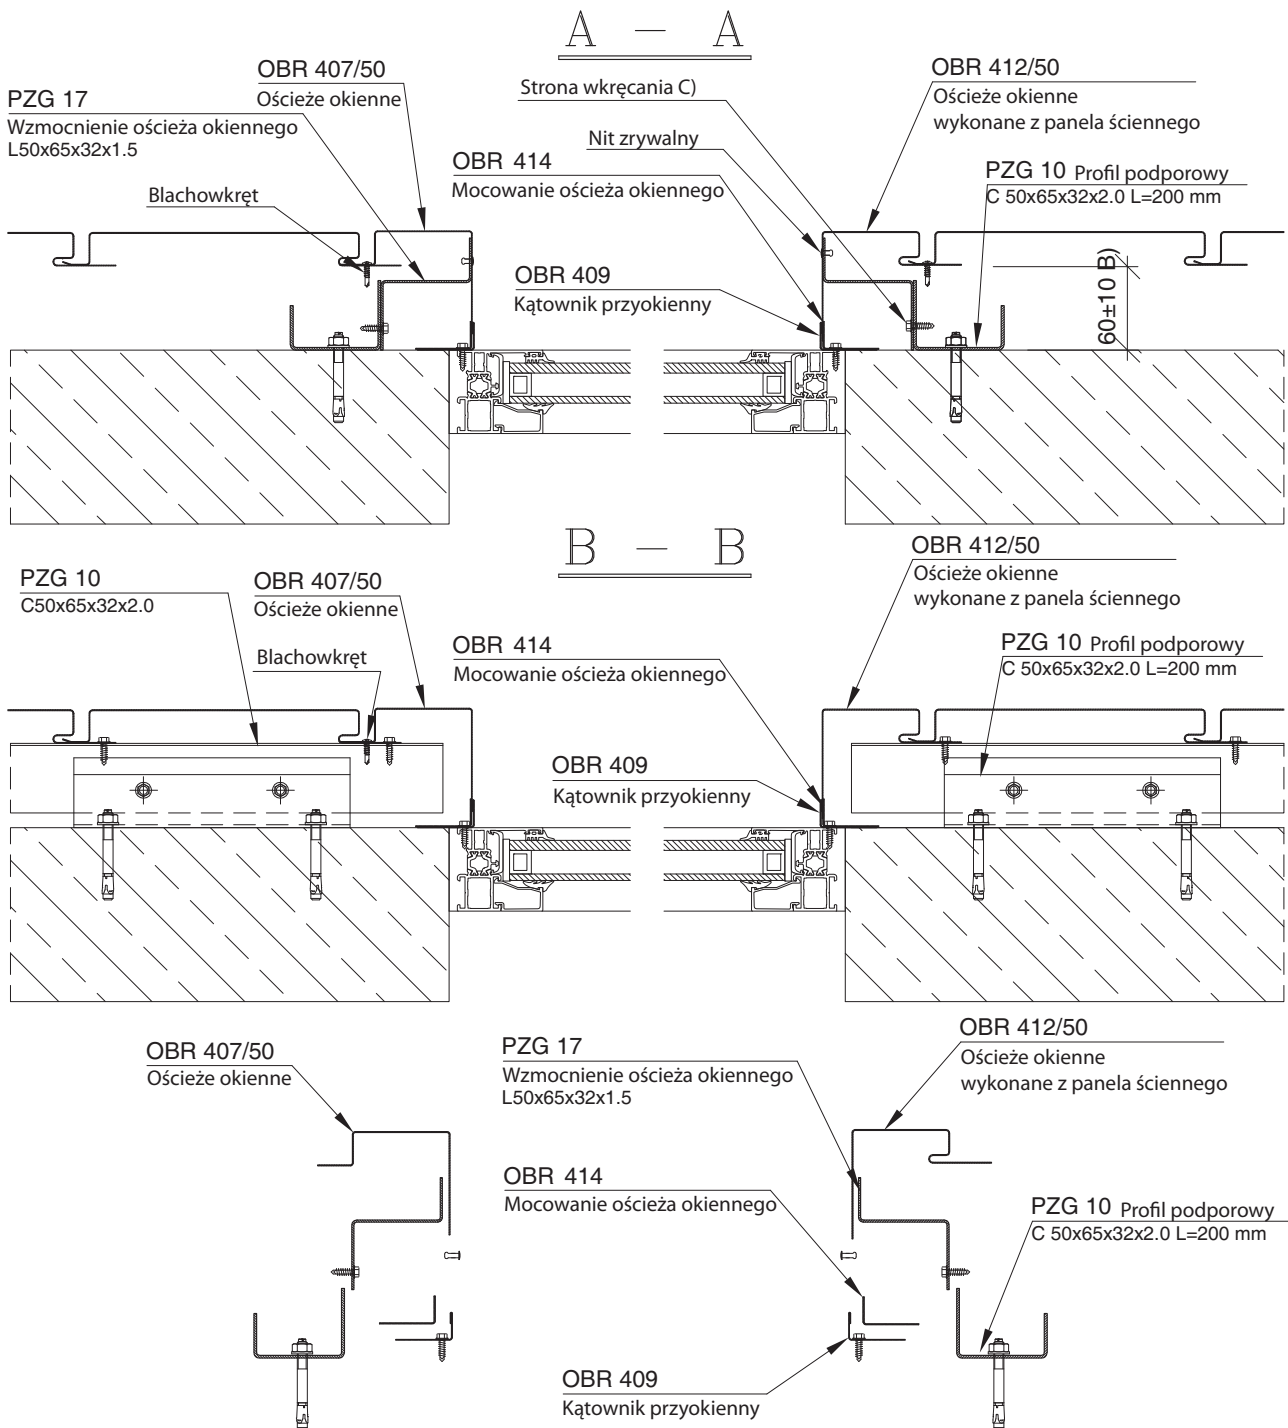 A — A
OBR 407/50
Ościeże okienne
PZG 17
Wzmocnienie ościeża okiennego
L50x65x32x1.5
Blachowkręt
Strona wkręcania C)
Nit zrywalny
OBR 414
Mocowanie ościeża okiennego
OBR 409
Kątownik przyokienny
OBR 412/50
Ościeże okienne
wykonane z panela ściennego
PZG 10 Profil podporowy
C 50x65x32x2.0 L=200 mm
60±10 B)
B — B
PZG 10
C50x65x32x2.0
OBR 407/50
Ościeże okienne
Blachowkręt
OBR 414
Mocowanie ościeża okiennego
OBR 409
Kątownik przyokienny
OBR 412/50
Ościeże okienne
wykonane z panela ściennego
PZG 10 Profil podporowy
C 50x65x32x2.0 L=200 mm
OBR 407/50
Ościeże okienne
PZG 17
Wzmocnienie ościeża okiennego
L50x65x32x1.5
OBR 414
Mocowanie ościeża okiennego
OBR 409
Kątownik przyokienny
OBR 412/50
Ościeże okienne
wykonane z panela ściennego
PZG 10 Profil podporowy
C 50x65x32x2.0 L=200 mm